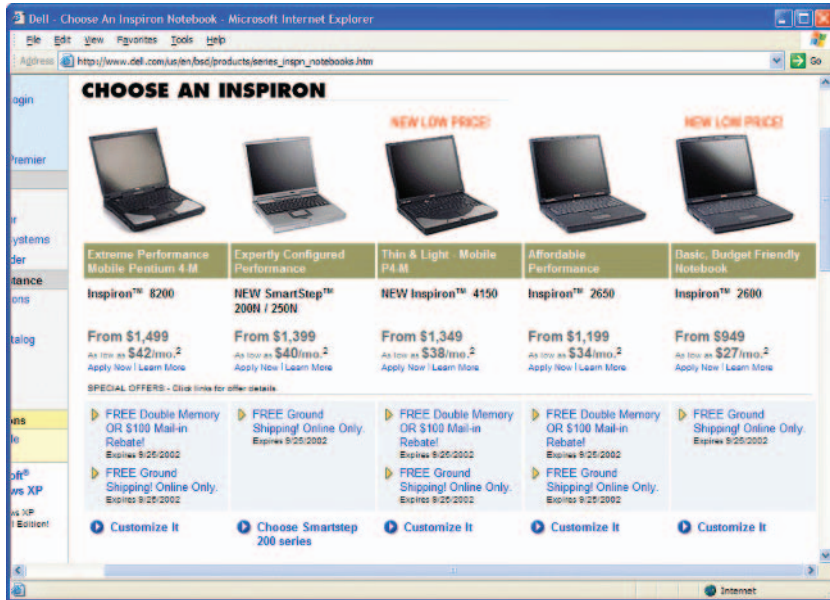 Dell - Choose An Inspiron Notebook - Microsoft Internet Explorer
File Edit View Favorites Tools Help
Address http://www.dell.com/us/en/bsd/products/series_inspn_notebooks.htm Go
CHOOSE AN INSPIRON
ogin
NEW LOW PRICE!
NEW LOW PRICE!
Premier
r
ystems
der
tance
ons
talog
ons
le
oft®
ws XP
ws XP
l Edition!
Extreme Performance
Mobile Pentium 4-M
Inspiron™ 8200
From $1,499
As low as $42/mo.2
Apply Now | Learn More
Expertly Configured
Performance
NEW SmartStep™
200N / 250N
From $1,399
As low as $40/mo.2
Apply Now | Learn More
Thin & Light - Mobile
P4-M
NEW Inspiron™ 4150
From $1,349
As low as $38/mo.2
Apply Now | Learn More
Affordable
Performance
Inspiron™ 2650
From $1,199
As low as $34/mo.2
Apply Now | Learn More
Basic, Budget Friendly
Notebook
Inspiron™ 2600
From $949
As low as $27/mo.2
Apply Now | Learn More
SPECIAL OFFERS - Click links for offer details.
FREE Double Memory
OR $100 Mail-in
Rebate!
Expires 9/25/2002
FREE Ground
Shipping! Online Only.
Expires 9/25/2002
Customize It
FREE Ground
Shipping! Online Only.
Expires 9/25/2002
Choose Smartstep
200 series
FREE Double Memory
OR $100 Mail-in
Rebate!
Expires 9/25/2002
FREE Ground
Shipping! Online Only.
Expires 9/25/2002
Customize It
FREE Double Memory
OR $100 Mail-in
Rebate!
Expires 9/25/2002
FREE Ground
Shipping! Online Only.
Expires 9/25/2002
Customize It
FREE Ground
Shipping! Online Only.
Expires 9/25/2002
Customize It
Internet